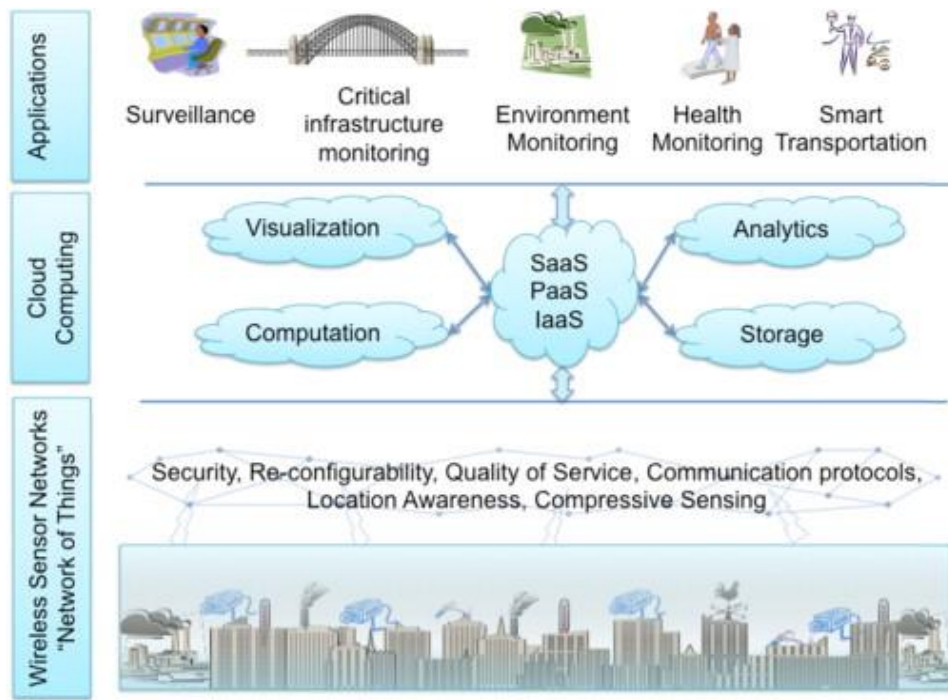 Applications
Surveillance
Critical
infrastructure
monitoring
Environment
Monitoring
Health
Monitoring
Smart
Transportation
Cloud
Computing
Visualization
Computation
SaaS
PaaS
IaaS
Analytics
Storage
Wireless Sensor Networks
“Network of Things”
Security, Re-configurability, Quality of Service, Communication protocols,
Location Awareness, Compressive Sensing